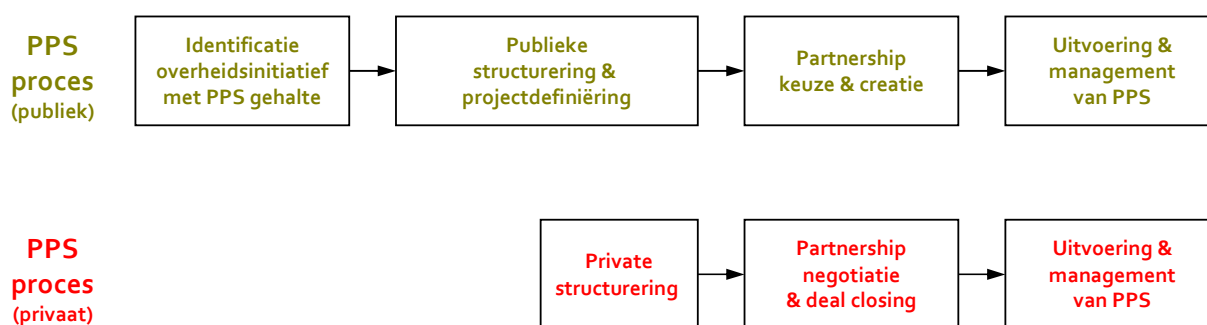 PPS
proces
(publiek)
Identificatie
overheidsinitiatief
met PPS gehalte
Publieke
structurering &
projectdefiniëring
Partnership
keuze & creatie
Uitvoering &
management
van PPS
PPS
proces
(privaat)
Private
structurering
Partnership
negotiatie
& deal closing
Uitvoering &
management
van PPS